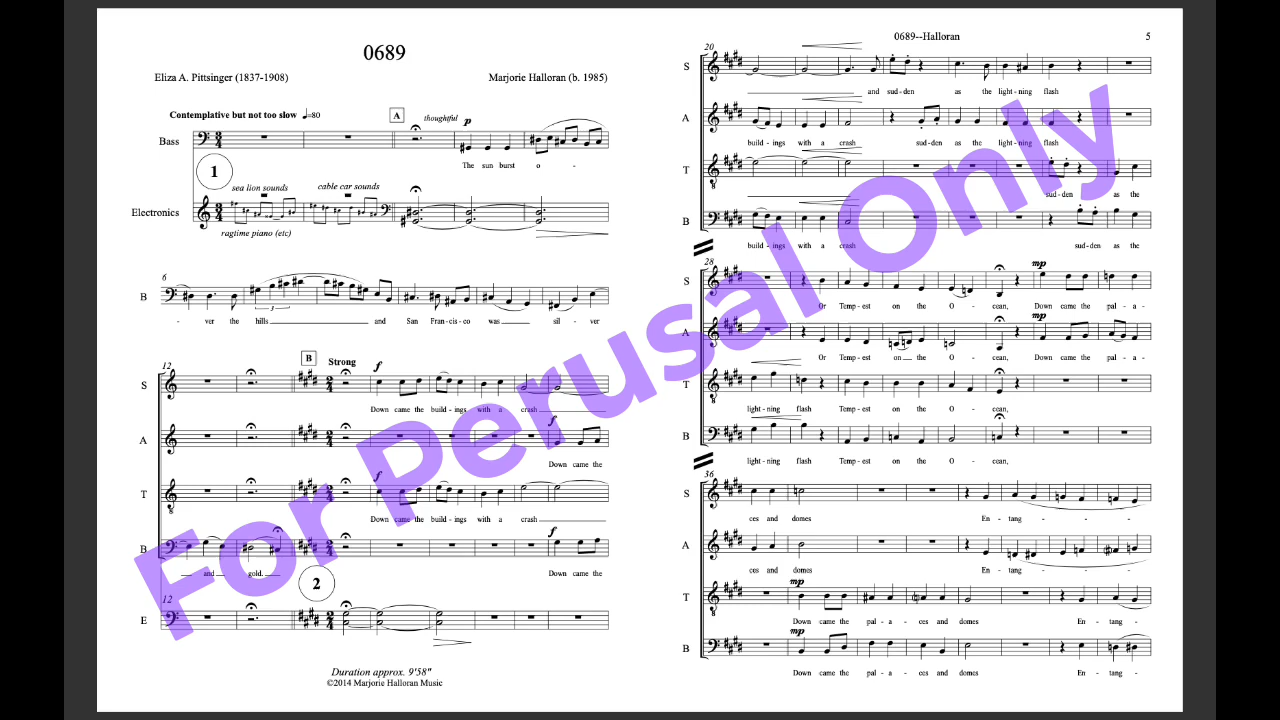 0689
Eliza A. Pittsinger (1837-1908)
Marjorie Halloran (b. 1985)
Contemplative but not too slow ♩=80
A
thoughtful
p
Bass
The sun burst o -
1
sea lion sounds
cable car sounds
Electronics
ragtime piano (etc)
6
3
B
- ver the hills and San Fran - cis - co was sil - ver
12
B
Strong
f
S
Down came the build - ings with a crash
f
A
Down came the
f
T
Down came the build - ings with a crash
f
B
and gold.
Down came the
12
2
E
Duration approx. 9'58"
©2014 Marjorie Halloran Music
0689--Halloran
5
20
S
and sud - den as the light - ning flash
A
build - ings with a crash sud - den as the light - ning flash
T
sud - den as the
B
build - ings with a crash sud - den as the
28
mp
S
Or Temp - est on the O - cean, Down came the pal - a -
mp
A
Or Temp - est on the O - cean, Down came the pal - a -
T
light - ning flash Temp - est on the O - cean,
B
light - ning flash Temp - est on the O - cean,
36
S
ces and domes En - tang -
A
ces and domes En - tang -
mp
T
Down came the pal - a - ces and domes En - tang -
mp
B
Down came the pal - a - ces and domes En - tang -
For Perusal Only